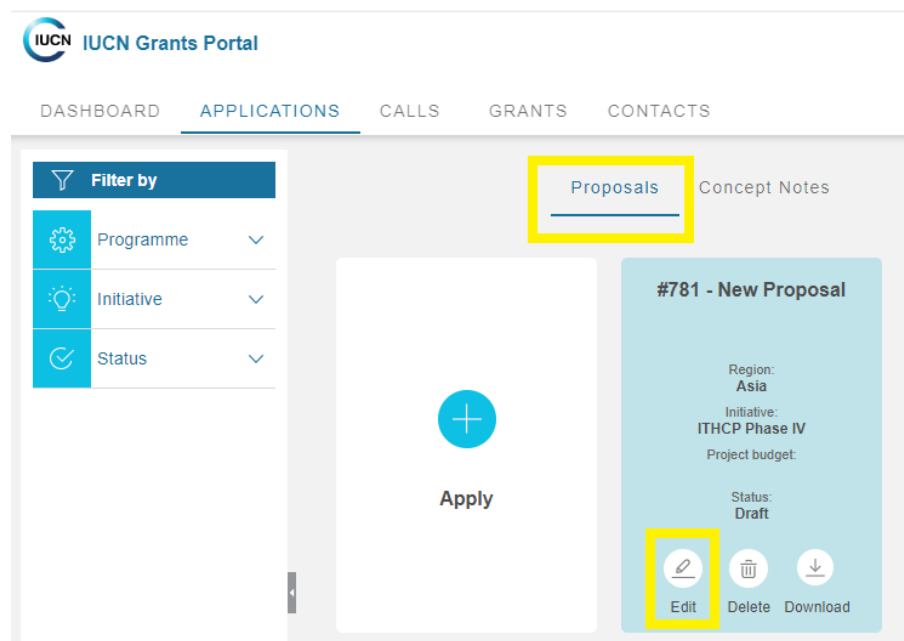 IUCN IUCN Grants Portal
DASHBOARD APPLICATIONS CALLS GRANTS CONTACTS
Filter by
Programme
Initiative
Status
Proposals Concept Notes
Apply
#781 - New Proposal
Region:
Asia
Initiative:
ITHCP Phase IV
Project budget:
Status:
Draft
Edit Delete Download